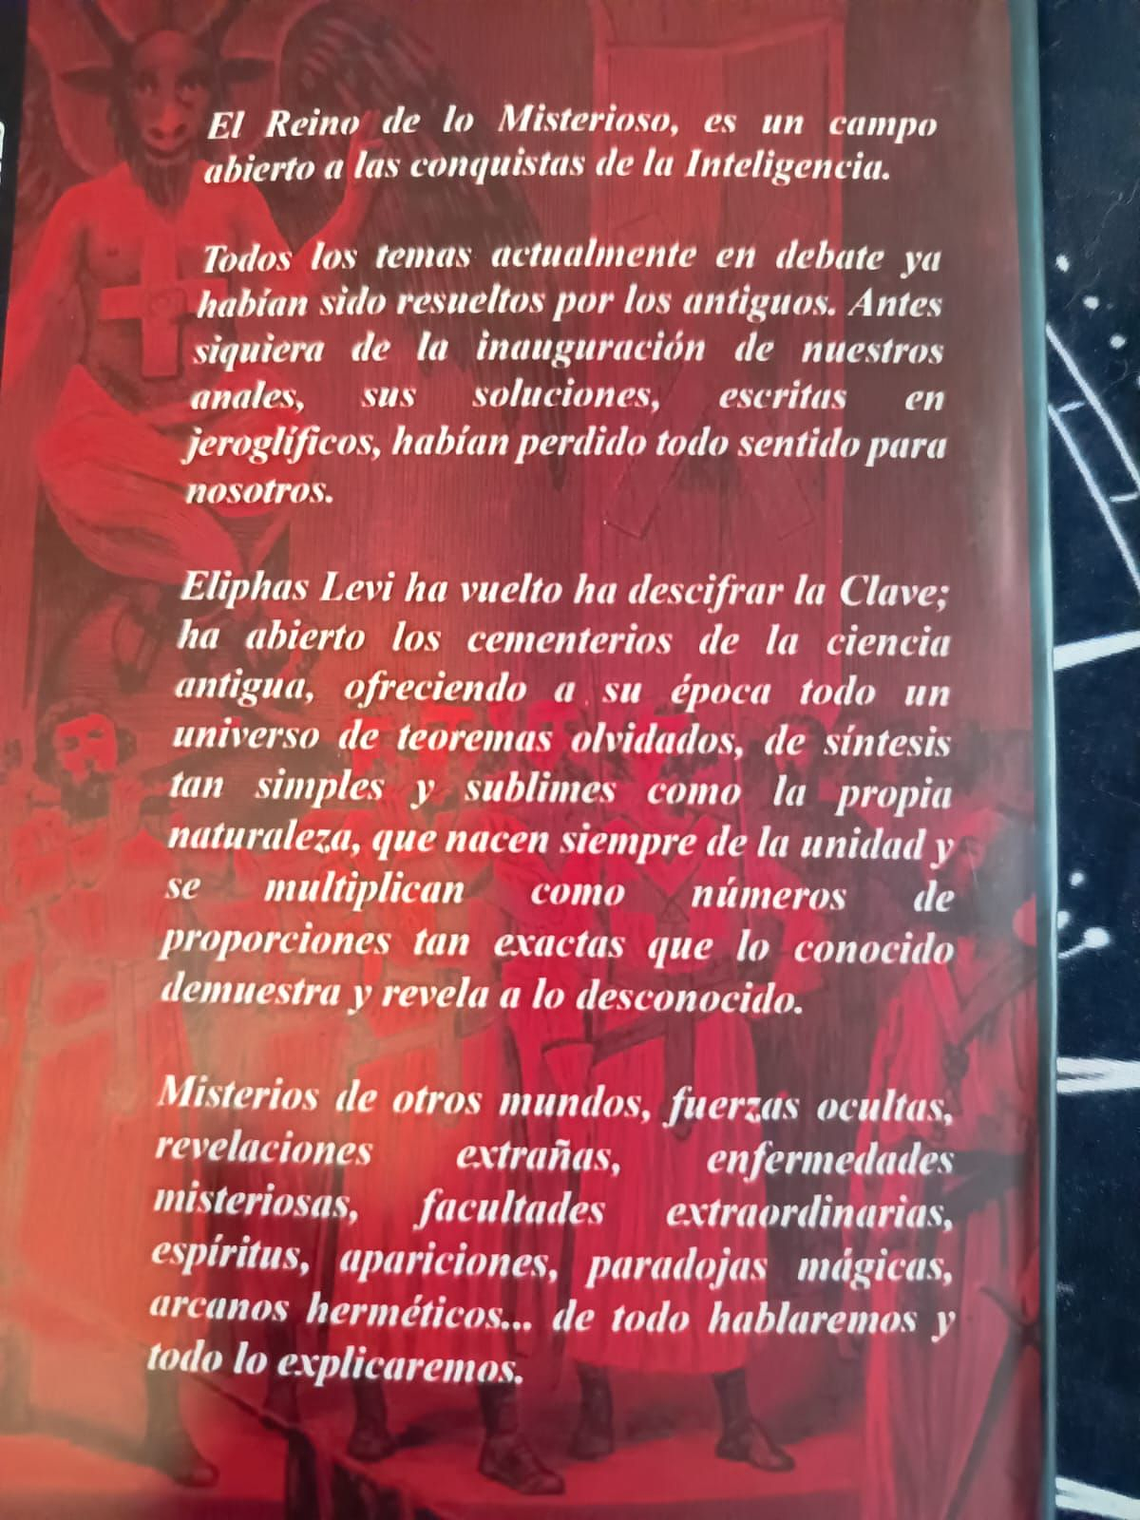 El Reino de lo Misterioso, es un campo
abierto a las conquistas de la Inteligencia.
Todos los temas actualmente en debate ya
habían sido resueltos por los antiguos. Antes
siquiera de la inauguración de nuestros
anales, sus soluciones, escritas en
jeroglíficos, habían perdido todo sentido para
nosotros.
Eliphas Levi ha vuelto ha descifrar la Clave;
ha abierto los cementerios de la ciencia
antigua, ofreciendo a su época todo un
universo de teoremas olvidados, de síntesis
tan simples y sublimes como la propia
naturaleza, que nacen siempre de la unidad y
se multiplican como números de
proporciones tan exactas que lo conocido
demuestra y revela a lo desconocido.
Misterios de otros mundos, fuerzas ocultas,
revelaciones extrañas, enfermedades
misteriosas, facultades extraordinarias,
espíritus, apariciones, paradojas mágicas,
arcanos herméticos... de todo hablaremos y
todo lo explicaremos.